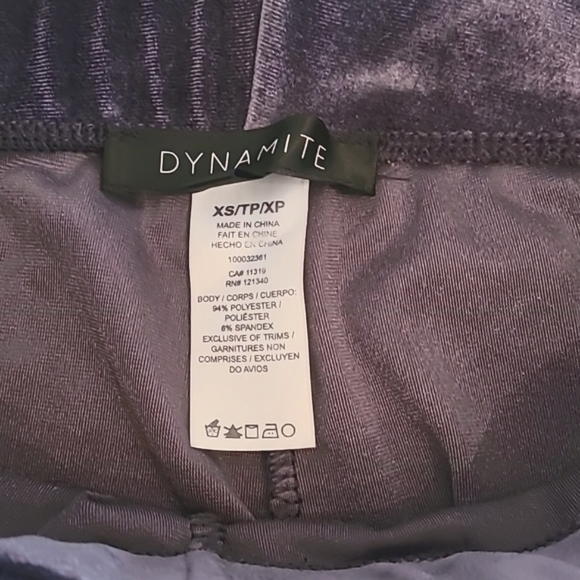 DYNAMITE
XS/TP/XP
MADE IN CHINA
FAIT EN CHINE
HECHO EN CHINA
100032361
CA# 11319
RN# 121340
BODY / CORPS / CUERPO:
94% POLYESTER /
POLIÉSTER
6% SPANDEX
EXCLUSIVE OF TRIMS /
GARNITURES NON
COMPRISES / EXCLUYEN
DO AVIOS